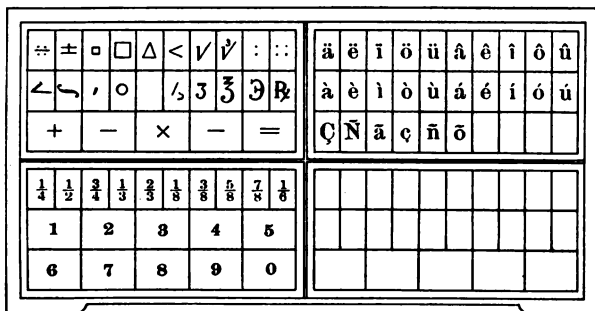 ÷ ± ▫ □ △ < √ ∛ : ∷
∠ ′ ○ ⅓ ʒ ℥ ℈ ℞
+ − × − =
¼ ½ ¾ ⅓ ⅔ ⅛ ⅜ ⅝ ⅞ ⅙
1 2 3 4 5
6 7 8 9 0
ä ë ï ö ü â ê î ô û
à è ì ò ù á é í ó ú
Ç Ñ ã ç ñ õ